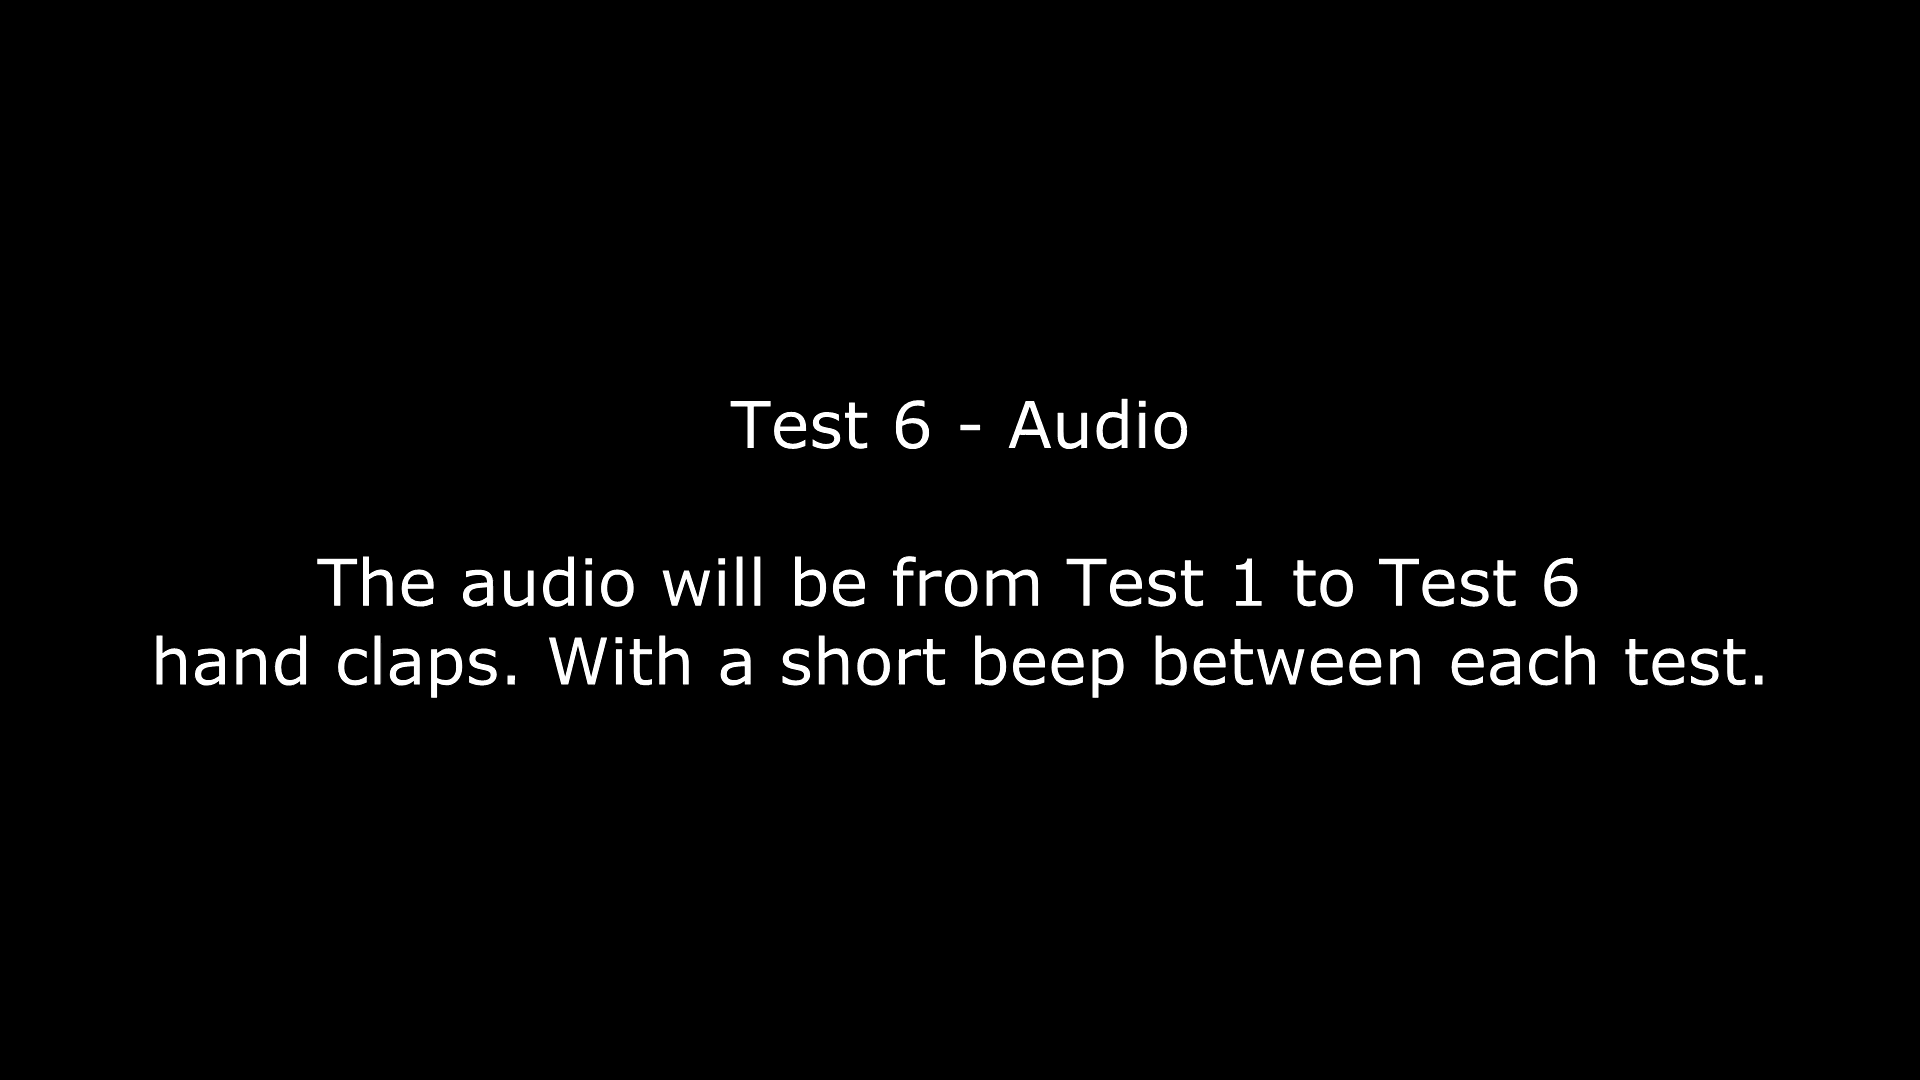 Test 6 - Audio
The audio will be from Test 1 to Test 6
hand claps. With a short beep between each test.